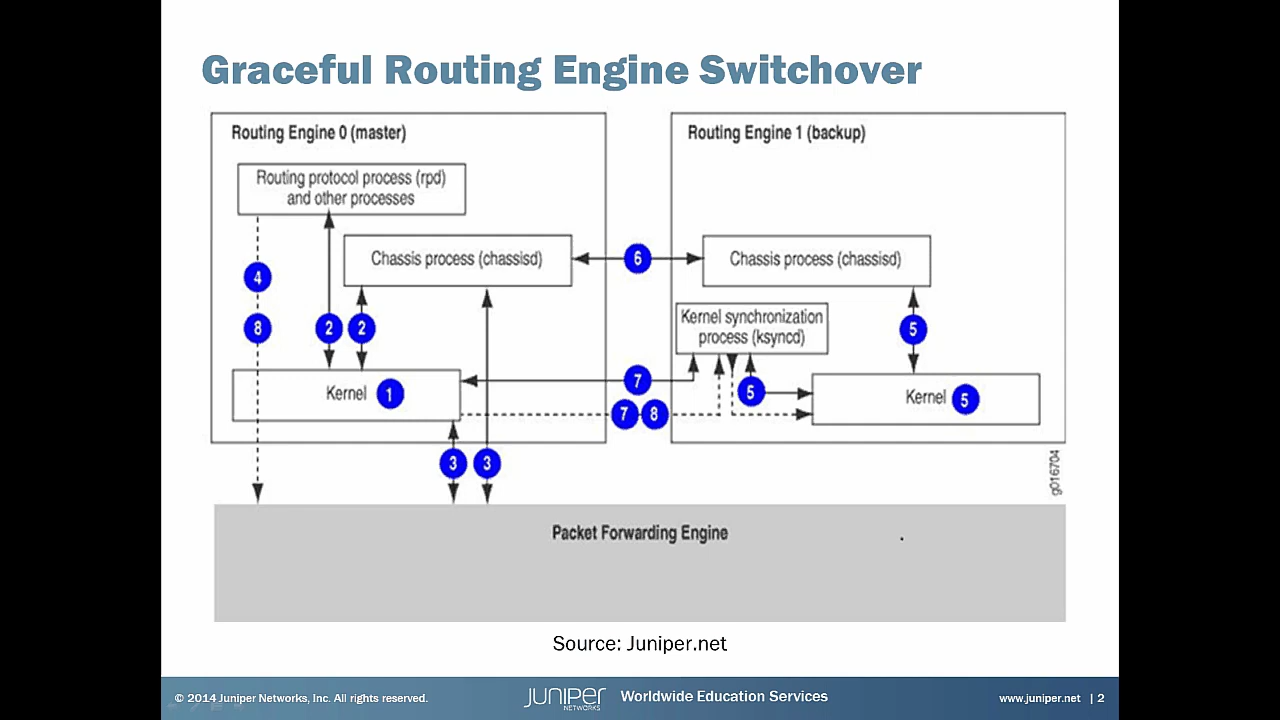 Graceful Routing Engine Switchover
Routing Engine 0 (master)
Routing protocol process (rpd)
and other processes
Chassis process (chassisd)
4
8
2
2
Kernel
1
3
3
6
7
7
8
Routing Engine 1 (backup)
Chassis process (chassisd)
Kernel synchronization
process (ksyncd)
5
5
Kernel
5
g016704
Packet Forwarding Engine
Source: Juniper.net
© 2014 Juniper Networks, Inc. All rights reserved.
JUNIPER
NETWORKS
Worldwide Education Services
www.juniper.net | 2